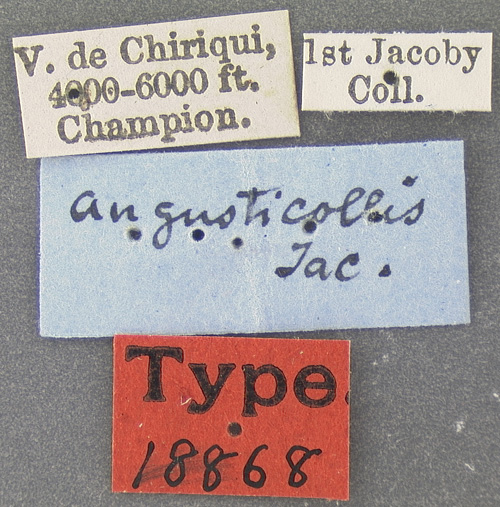 V. de Chiriqui,
4000-6000 ft.
Champion.
1st Jacoby
Coll.
angusticollis
Jac.
Type.
18868